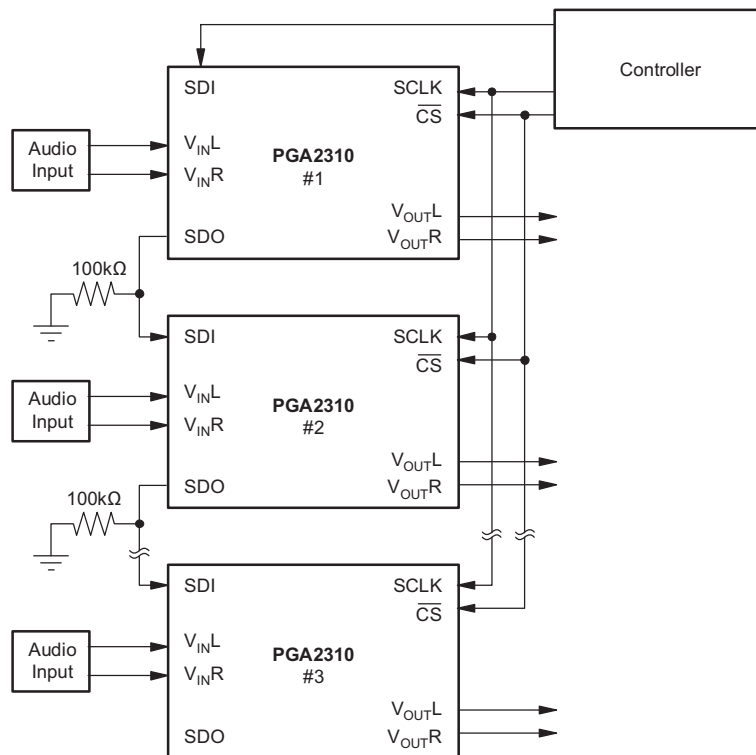 Controller
SDI
SCLK
CS
Audio
Input
VINL
VINR
PGA2310
#1
VOUTL
VOUTR
SDO
100kΩ
SDI
SCLK
CS
Audio
Input
VINL
VINR
PGA2310
#2
VOUTL
VOUTR
SDO
100kΩ
SDI
SCLK
CS
Audio
Input
VINL
VINR
PGA2310
#3
VOUTL
VOUTR
SDO